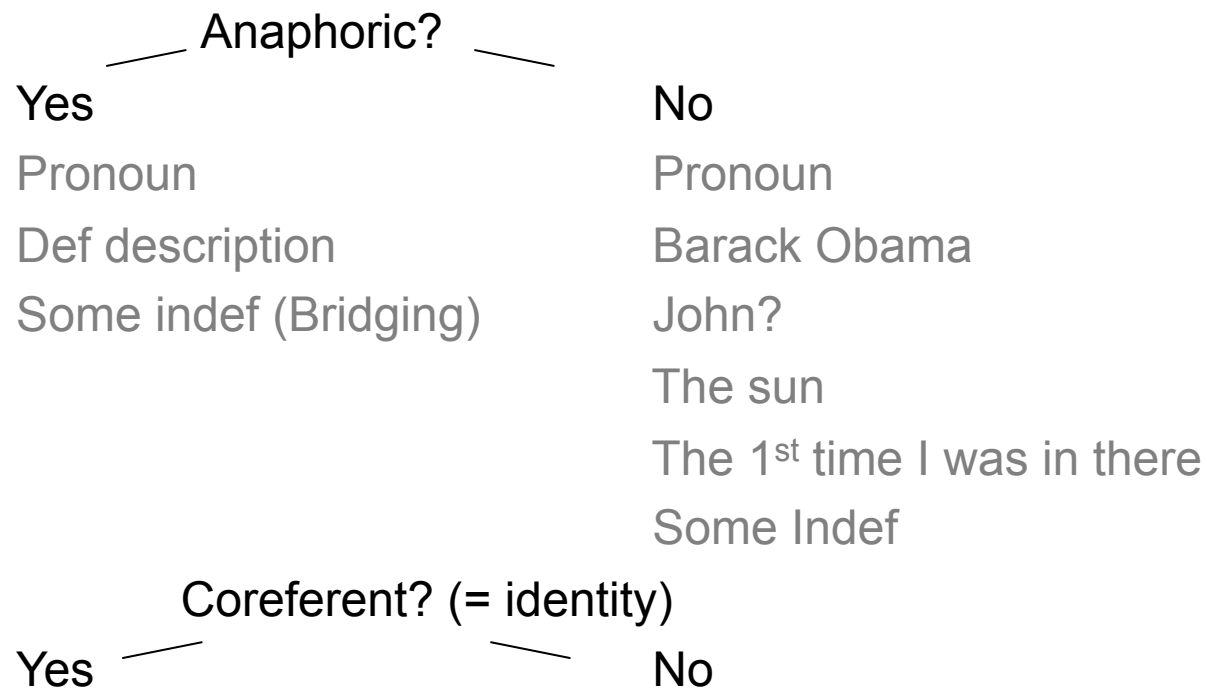 Anaphoric?
Yes No
Pronoun Pronoun
Def description Barack Obama
Some indef (Bridging) John?
The sun
The 1st time I was in there
Some Indef
Coreferent? (= identity)
Yes No